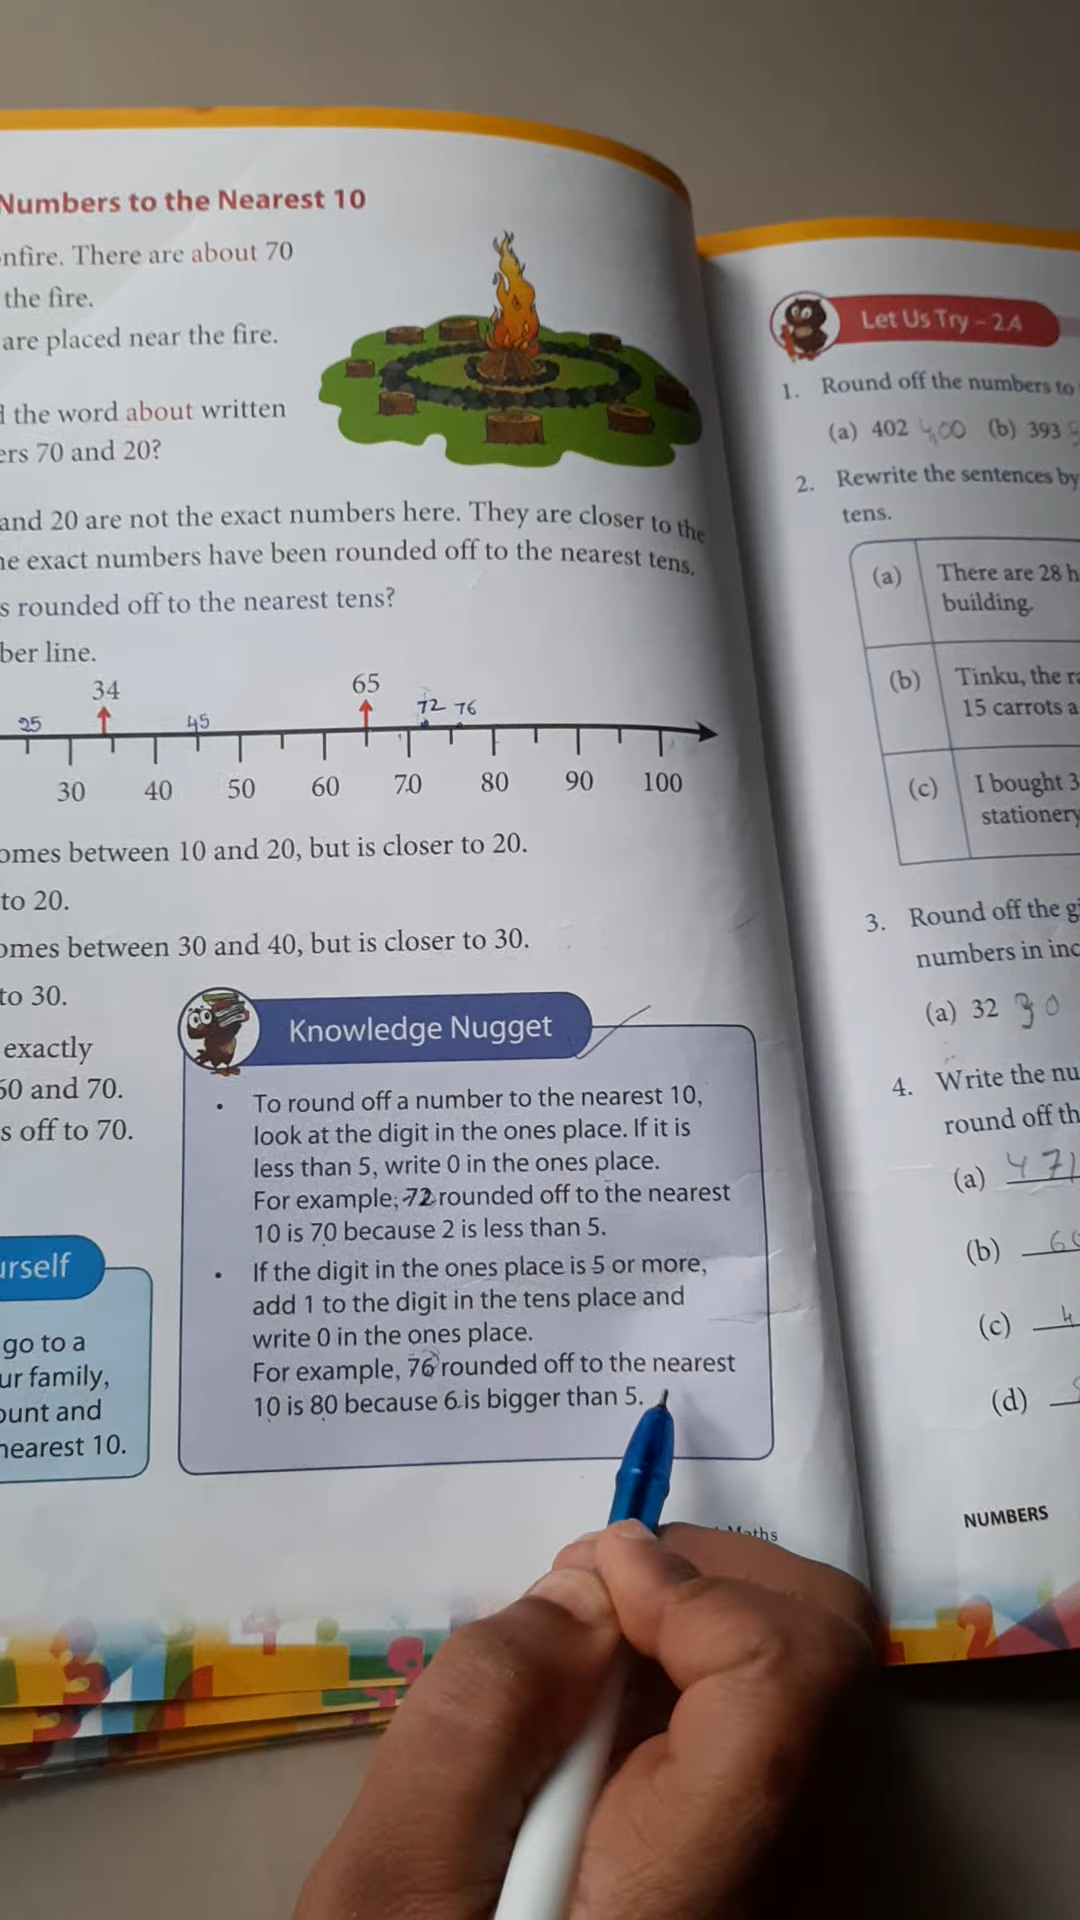 Numbers to the Nearest 10
nfire. There are about 70
the fire.
are placed near the fire.
the word about written
ers 70 and 20?
and 20 are not the exact numbers here. They are closer to the
ne exact numbers have been rounded off to the nearest tens.
s rounded off to the nearest tens?
ber line.
34 65
25 45 72 76
30 40 50 60 70 80 90 100
omes between 10 and 20, but is closer to 20.
to 20.
omes between 30 and 40, but is closer to 30.
to 30.
exactly
60 and 70.
s off to 70.
Knowledge Nugget
• To round off a number to the nearest 10,
look at the digit in the ones place. If it is
less than 5, write 0 in the ones place.
For example, 72 rounded off to the nearest
10 is 70 because 2 is less than 5.
• If the digit in the ones place is 5 or more,
add 1 to the digit in the tens place and
write 0 in the ones place.
For example, 76 rounded off to the nearest
10 is 80 because 6 is bigger than 5.
urself
go to a
ur family,
ount and
nearest 10.
Maths
Let Us Try – 2A
1. Round off the numbers to
(a) 402 400 (b) 393
2. Rewrite the sentences by
tens.
(a) There are 28 h
building.
(b) Tinku, the ra
15 carrots a
(c) I bought 3
stationery
3. Round off the gi
numbers in inc
(a) 32 30
4. Write the nu
round off th
(a) 471
(b) 60
(c) 4
(d)
NUMBERS